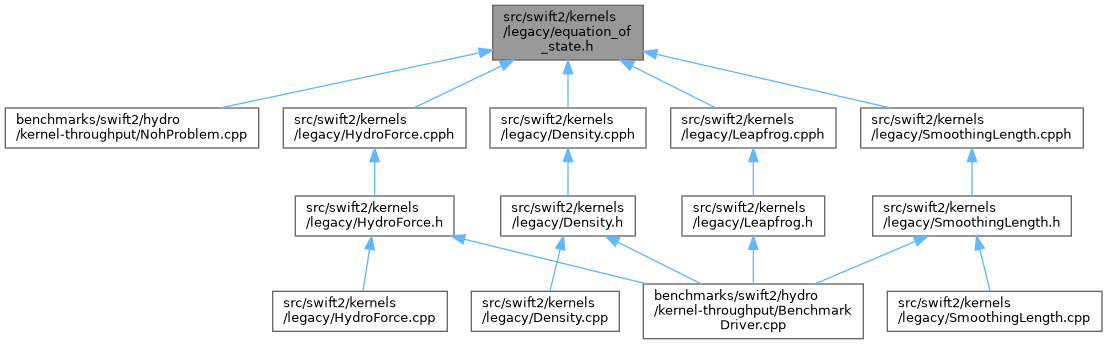 src/swift2/kernels
/legacy/equation_of
_state.h
benchmarks/swift2/hydro
/kernel-throughput/NohProblem.cpp
src/swift2/kernels
/legacy/HydroForce.cpph
src/swift2/kernels
/legacy/Density.cpph
src/swift2/kernels
/legacy/Leapfrog.cpph
src/swift2/kernels
/legacy/SmoothingLength.cpph
src/swift2/kernels
/legacy/HydroForce.h
src/swift2/kernels
/legacy/Density.h
src/swift2/kernels
/legacy/Leapfrog.h
src/swift2/kernels
/legacy/SmoothingLength.h
src/swift2/kernels
/legacy/HydroForce.cpp
src/swift2/kernels
/legacy/Density.cpp
benchmarks/swift2/hydro
/kernel-throughput/Benchmark
Driver.cpp
src/swift2/kernels
/legacy/SmoothingLength.cpp